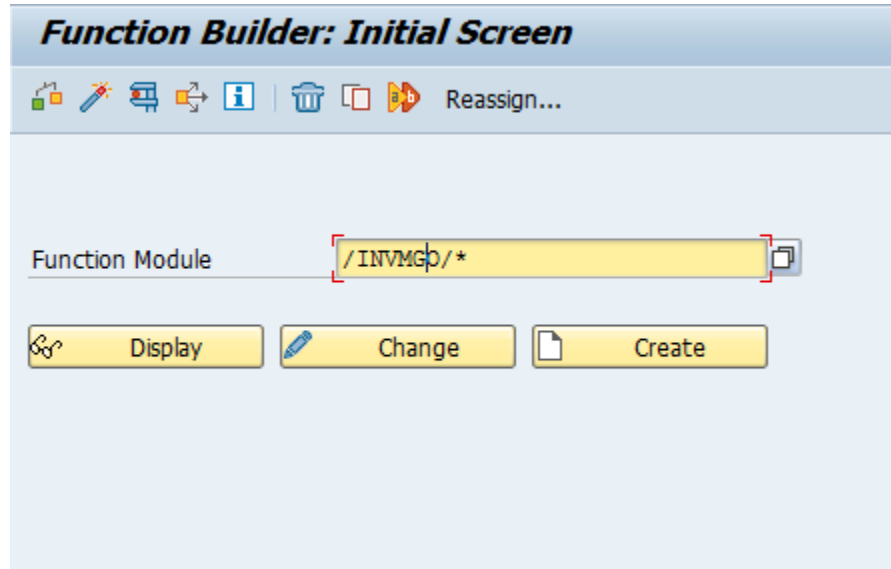 Function Builder: Initial Screen
Reassign...
Function Module /INVMGO/*
Display Change Create